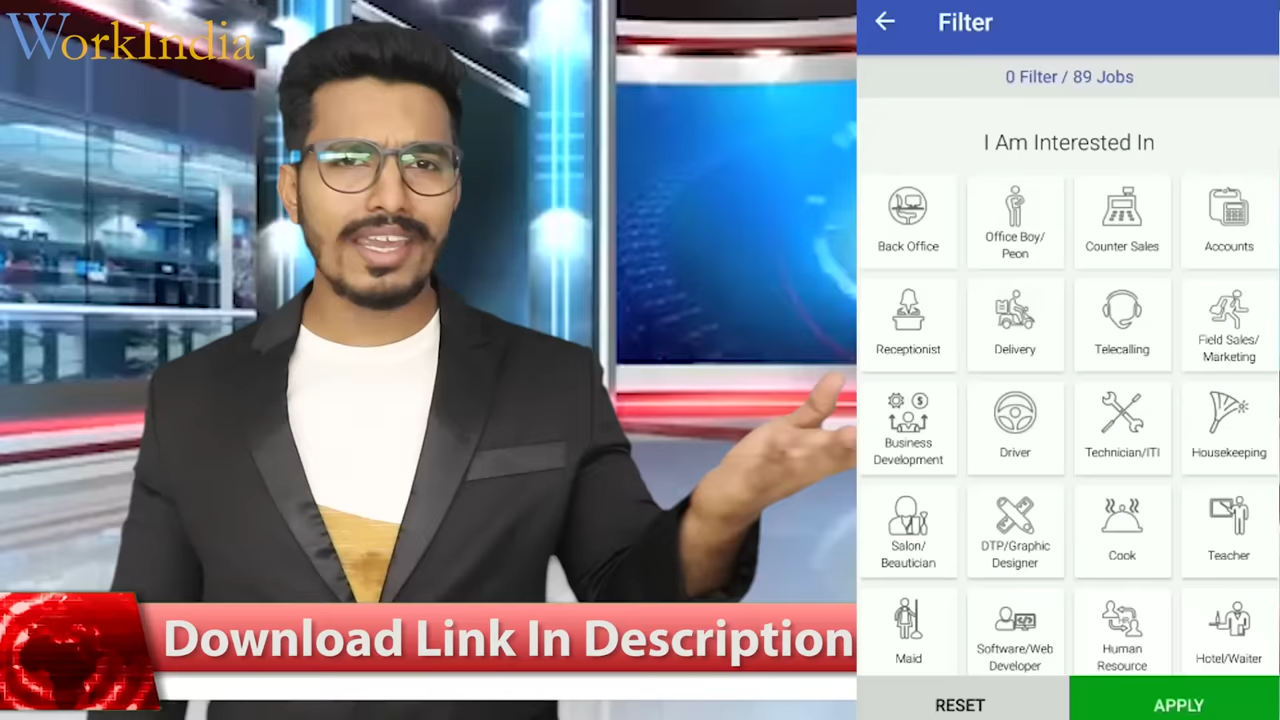 WorkIndia
Filter
0 Filter / 89 Jobs
I Am Interested In
Back Office
Office Boy/
Peon
Counter Sales
Accounts
Receptionist
Delivery
Telecalling
Field Sales/
Marketing
Business
Development
Driver
Technician/ITI
Housekeeping
Salon/
Beautician
DTP/Graphic
Designer
Cook
Teacher
Maid
Software/Web
Developer
Human
Resource
Hotel/Waiter
RESET
APPLY
Download Link In Description